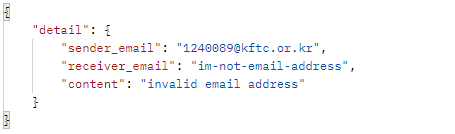 {
"detail": {
"sender_email": "1240089@kftc.or.kr",
"receiver_email": "im-not-email-address",
"content": "invalid email address"
}
}